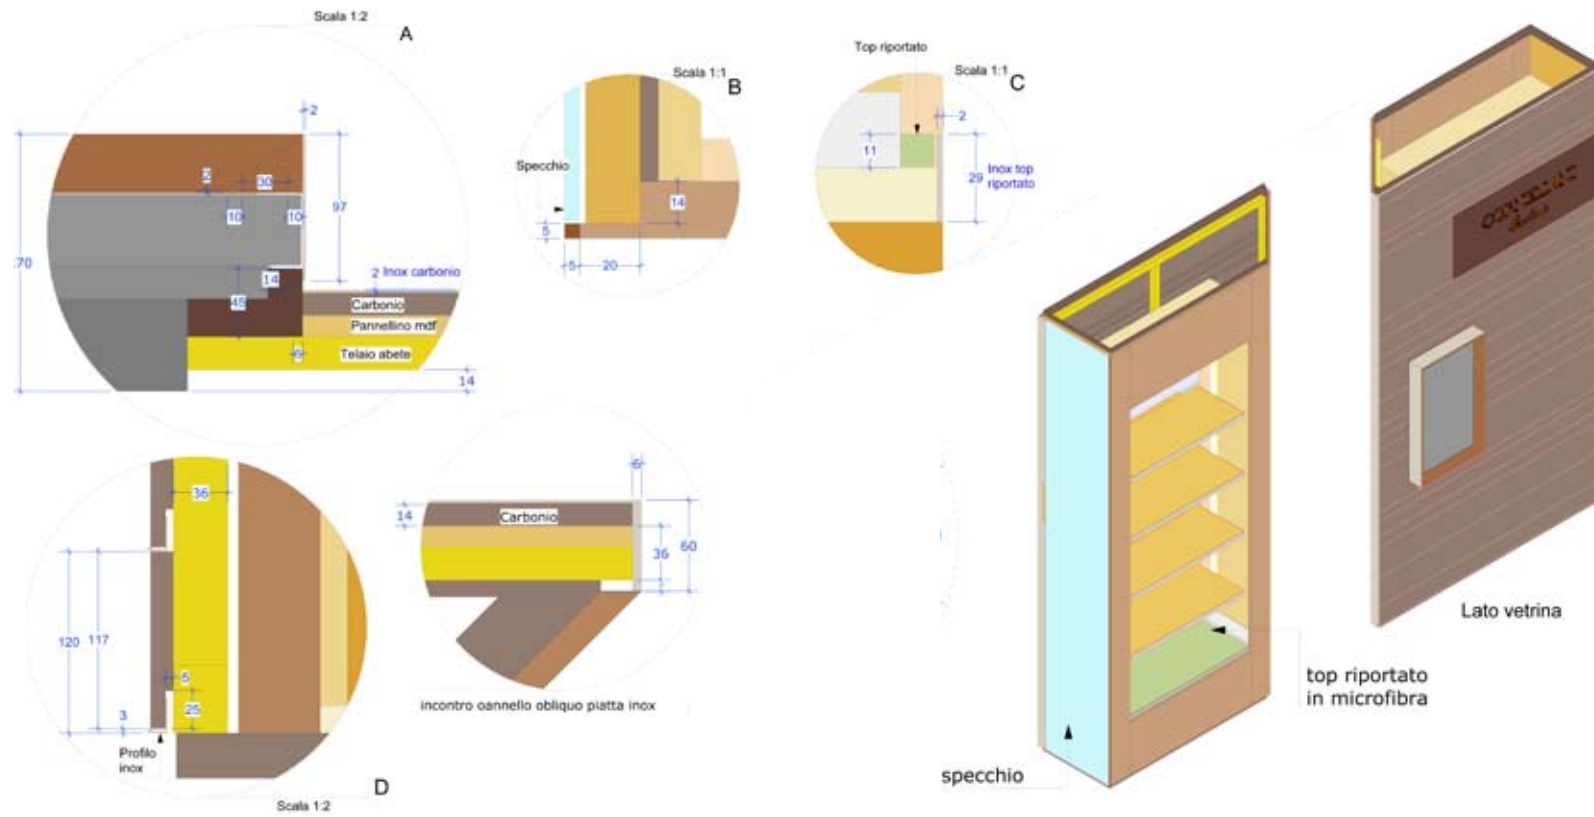 Scala 1:2
A
2
2
30
10
10
97
70
14
45
2 Inox carbonio
Carbonio
Pannellino mdf
Telaio abete
14
Scala 1:1
B
Specchio
14
5
5
20
Top riportato
Scala 1:1
C
2
11
29
Inox top
riportato
36
120
117
5
25
3
Profilo
inox
D
Scala 1:2
6
14
Carbonio
36
60
incontro oannello obliquo piatta inox
Lato vetrina
top riportato
in microfibra
specchio